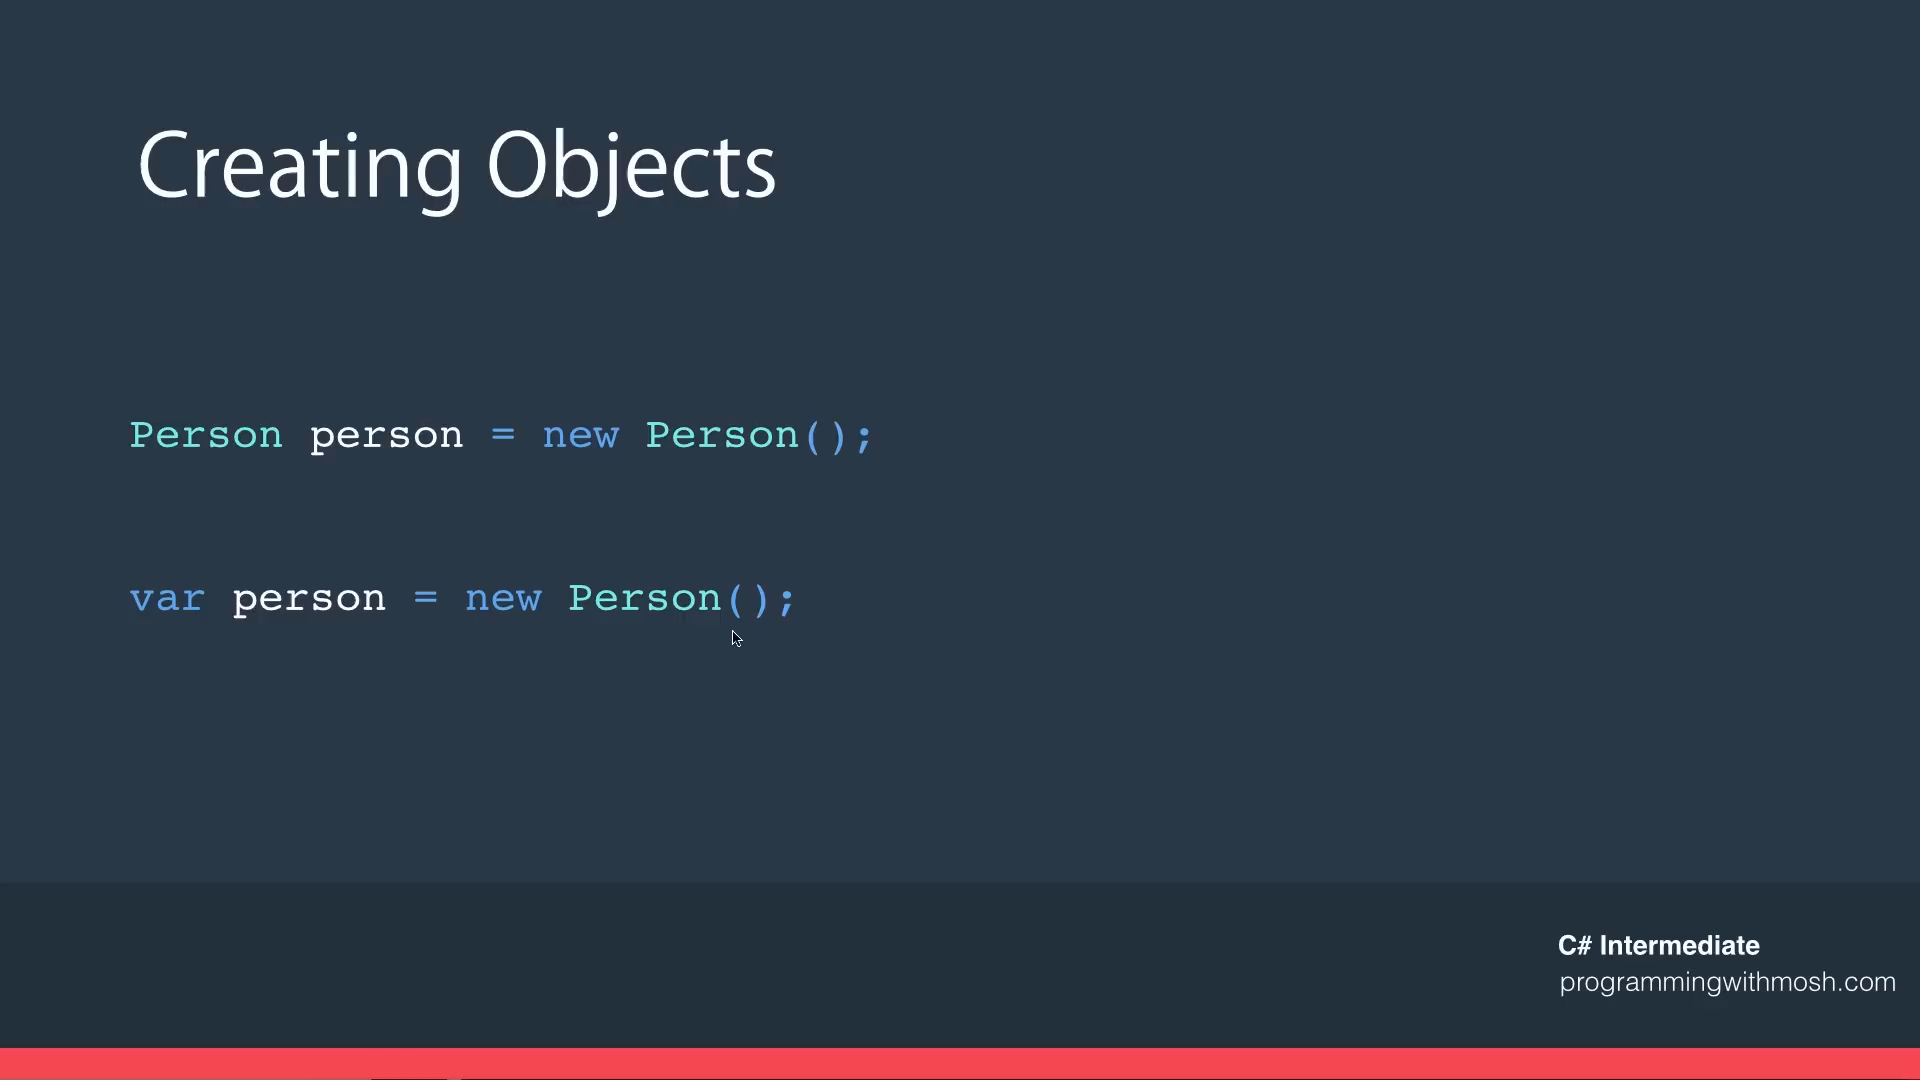 Creating Objects
Person person = new Person();
var person = new Person();
C# Intermediate
programmingwithmosh.com